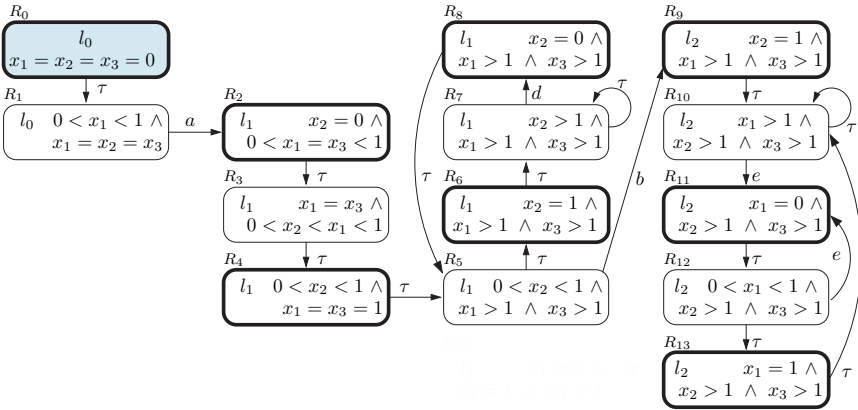 R₀
l₀
x₁ = x₂ = x₃ = 0
τ
R₁
l₀ 0 < x₁ < 1 ∧
x₁ = x₂ = x₃
a
R₂
l₁ x₂ = 0 ∧
0 < x₁ = x₃ < 1
τ
R₃
l₁ x₁ = x₃ ∧
0 < x₂ < x₁ < 1
τ
R₄
l₁ 0 < x₂ < 1 ∧
x₁ = x₃ = 1
τ
R₈
l₁ x₂ = 0 ∧
x₁ > 1 ∧ x₃ > 1
d
τ
R₇
l₁ x₂ > 1 ∧
x₁ > 1 ∧ x₃ > 1
τ
τ
R₆
l₁ x₂ = 1 ∧
x₁ > 1 ∧ x₃ > 1
τ
R₅
l₁ 0 < x₂ < 1 ∧
x₁ > 1 ∧ x₃ > 1
b
R₉
l₂ x₂ = 1 ∧
x₁ > 1 ∧ x₃ > 1
τ
R₁₀
l₂ x₁ > 1 ∧
x₂ > 1 ∧ x₃ > 1
τ
e
R₁₁
l₂ x₁ = 0 ∧
x₂ > 1 ∧ x₃ > 1
τ
e
R₁₂
l₂ 0 < x₁ < 1 ∧
x₂ > 1 ∧ x₃ > 1
τ
R₁₃
l₂ x₁ = 1 ∧
x₂ > 1 ∧ x₃ > 1
τ